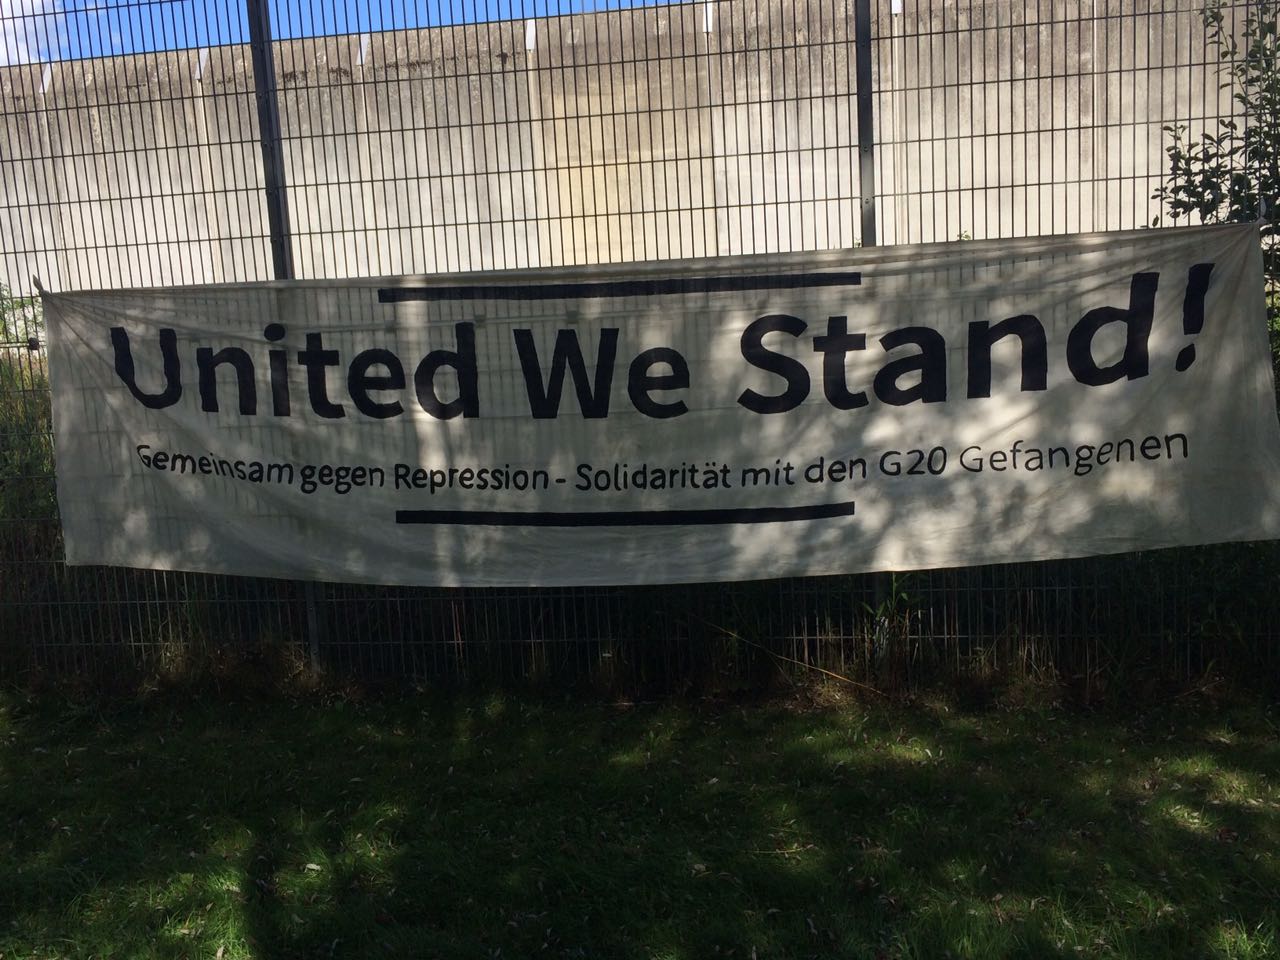 United We Stand!
Gemeinsam gegen Repression - Solidarität mit den G20 Gefangenen